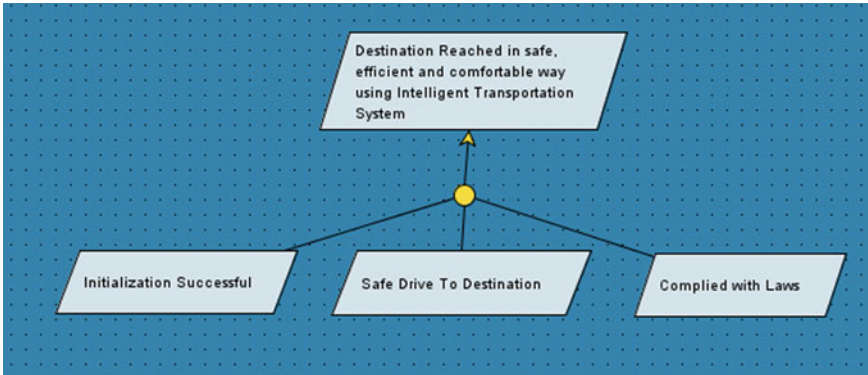 Destination Reached in safe,
efficient and comfortable way
using Intelligent Transportation
System
Initialization Successful
Safe Drive To Destination
Complied with Laws